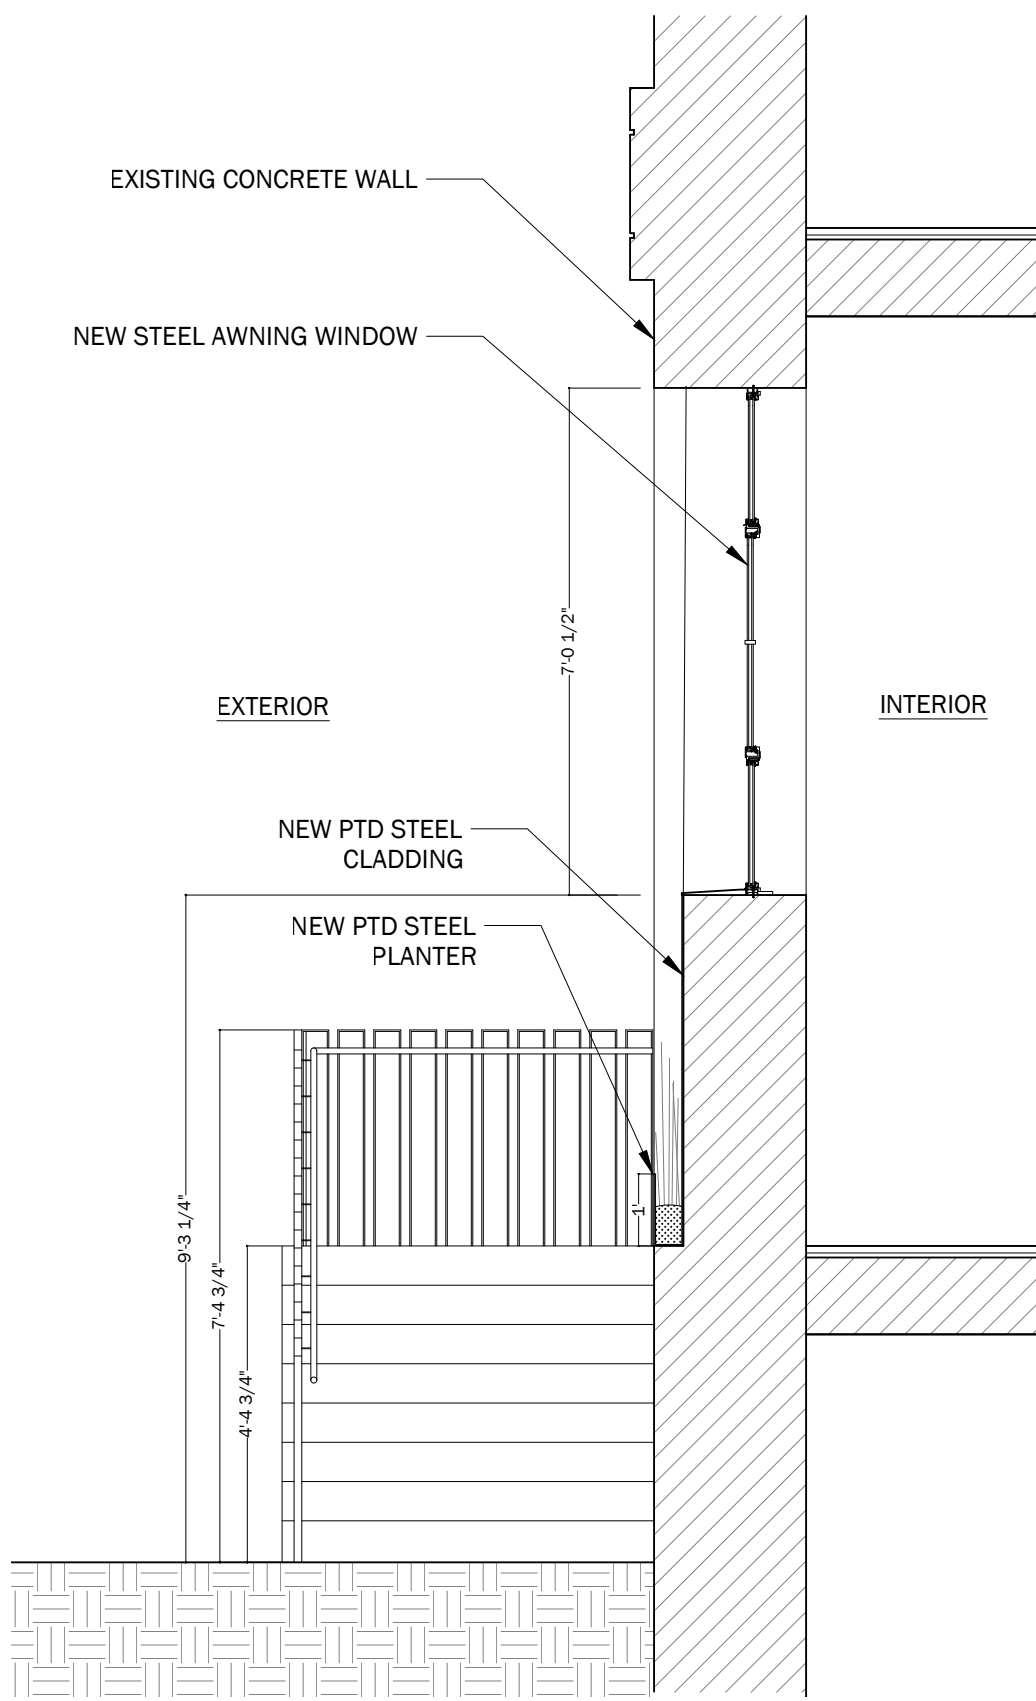 EXISTING CONCRETE WALL
NEW STEEL AWNING WINDOW
7'-0 1/2"
EXTERIOR
INTERIOR
NEW PTD STEEL
CLADDING
NEW PTD STEEL
PLANTER
1'
9'-3 1/4"
7'-4 3/4"
4'-4 3/4"